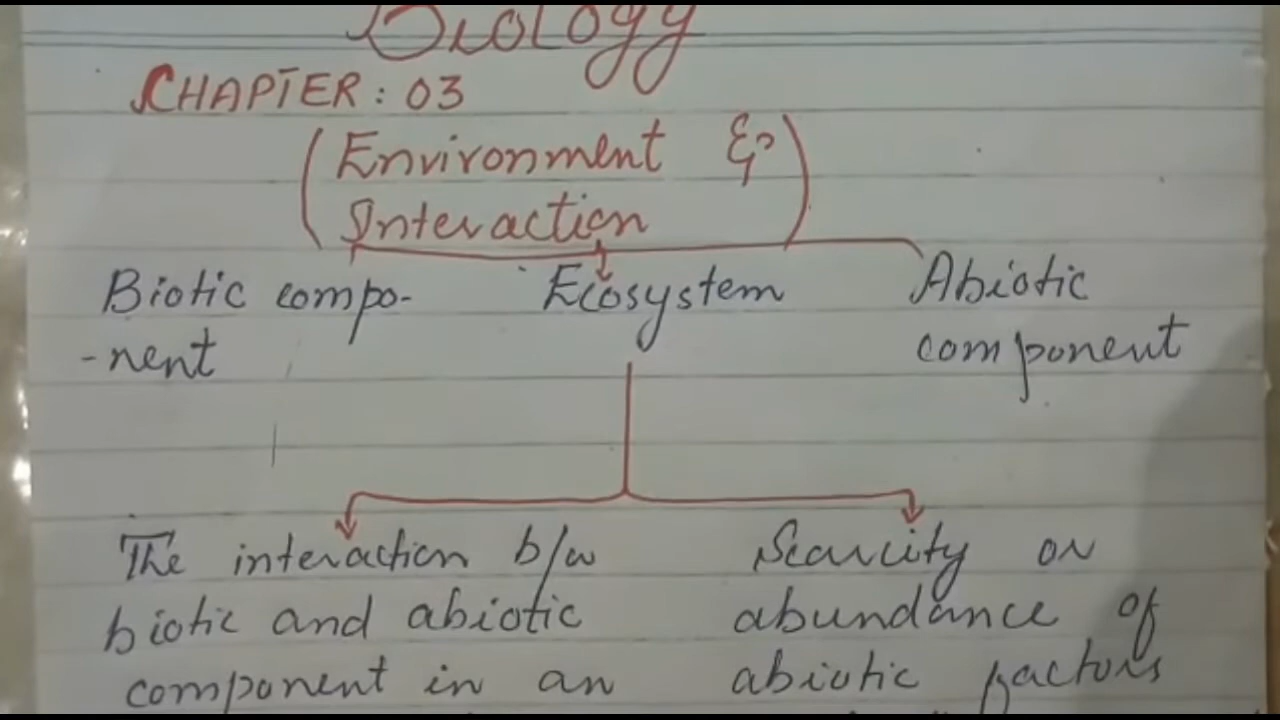 Biology
CHAPTER: 03
(Environment &
Interaction)
Biotic compo-
-nent
Ecosystem
Abiotic
component
The interaction b/w
biotic and abiotic
component in an
Scarcity or
abundance of
abiotic factors